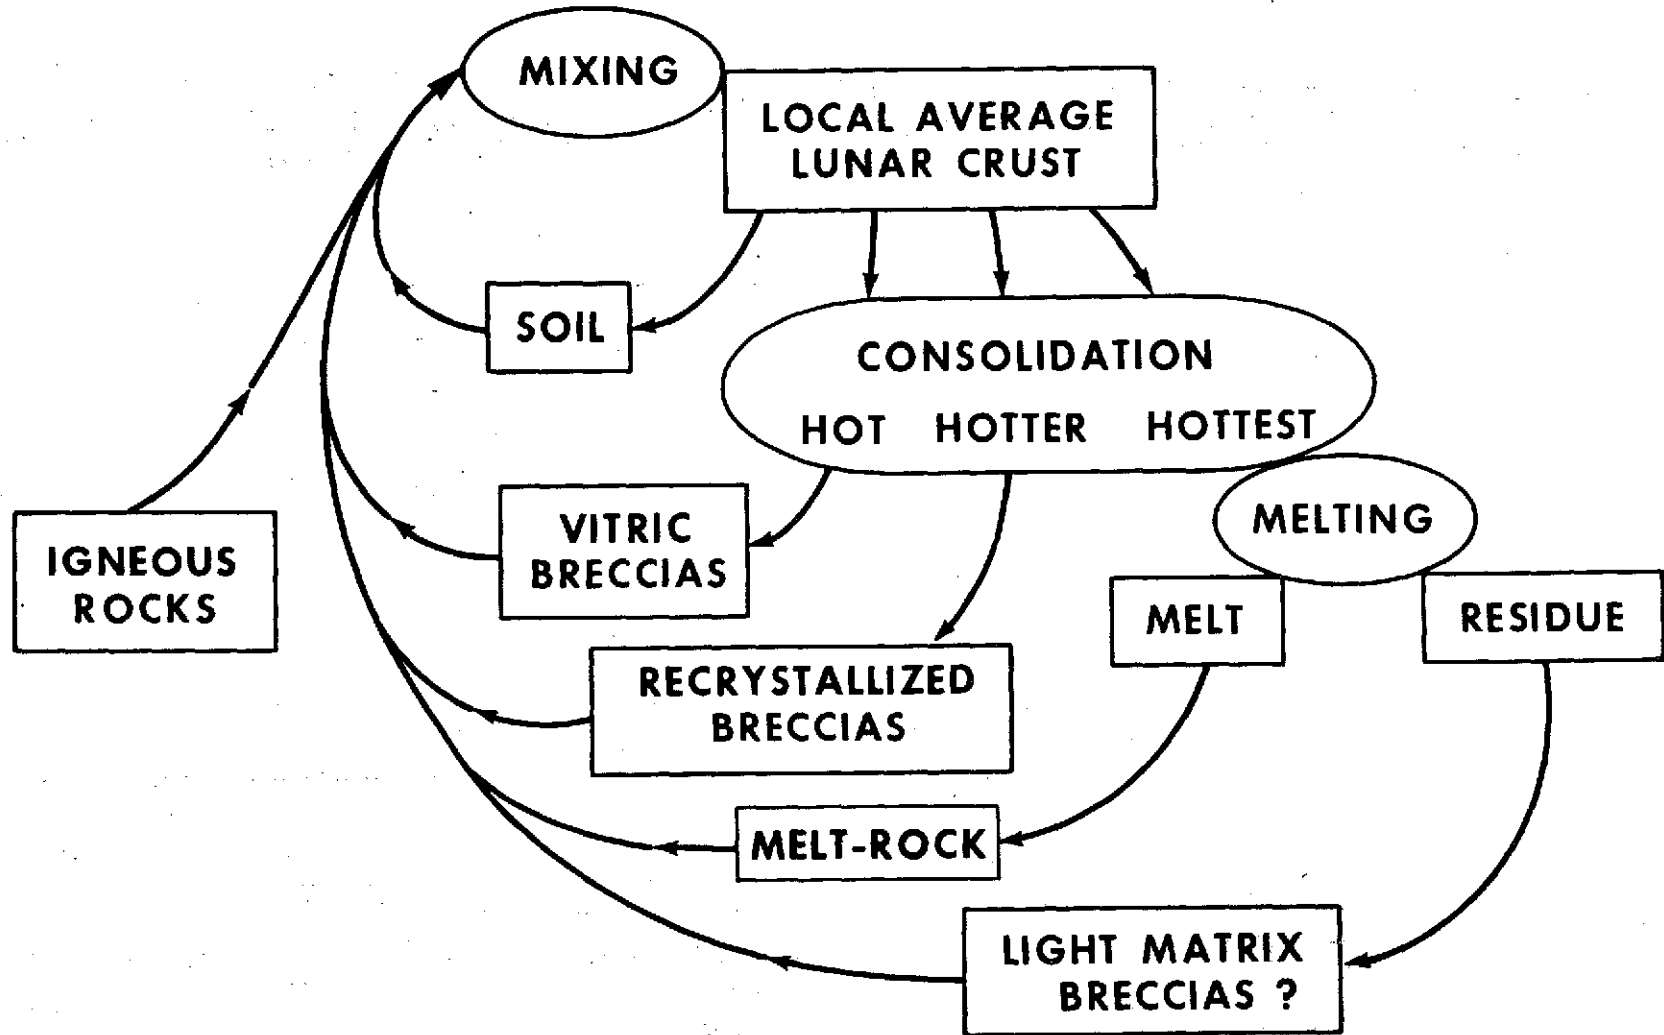 MIXING
LOCAL AVERAGE
LUNAR CRUST
SOIL
CONSOLIDATION
HOT HOTTER HOTTEST
IGNEOUS
ROCKS
VITRIC
BRECCIAS
MELTING
MELT
RESIDUE
RECRYSTALLIZED
BRECCIAS
MELT-ROCK
LIGHT MATRIX
BRECCIAS ?